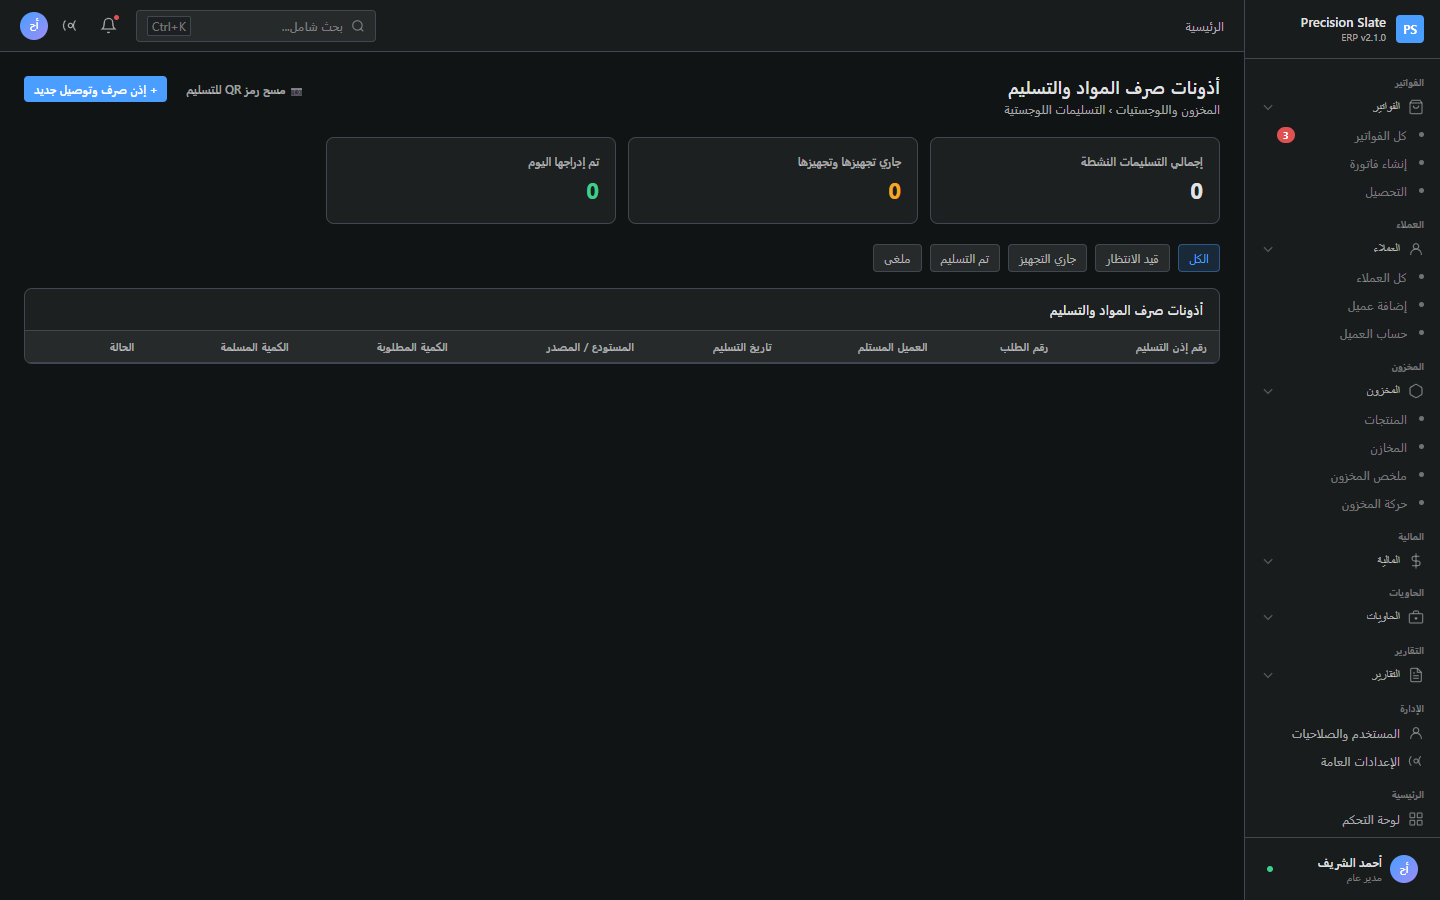 Precision Slate
ERP v2.1.0
PS
الفواتير
الفواتير
كل الفواتير
3
إنشاء فاتورة
التحصيل
العملاء
العملاء
كل العملاء
إضافة عميل
حساب العميل
المخزون
المخزون
المنتجات
المخازن
ملخص المخزون
حركة المخزون
المالية
المالية
الحاويات
الحاويات
التقارير
التقارير
الإدارة
المستخدم والصلاحيات
الإعدادات العامة
الرئيسية
لوحة التحكم
أحمد الشريف
مدير عام
أح
الرئيسية
بحث شامل...
Ctrl+K
أح
أذونات صرف المواد والتسليم
المخزون واللوجستيات › التسليمات اللوجستية
مسح رمز QR للتسليم
+ إذن صرف وتوصيل جديد
إجمالي التسليمات النشطة
0
جاري تجهيزها وتجهيزها
0
تم إدراجها اليوم
0
الكل
قيد الانتظار
جاري التجهيز
تم التسليم
ملغى
أذونات صرف المواد والتسليم
رقم إذن التسليم
رقم الطلب
العميل المستلم
تاريخ التسليم
المستودع / المصدر
الكمية المطلوبة
الكمية المسلمة
الحالة